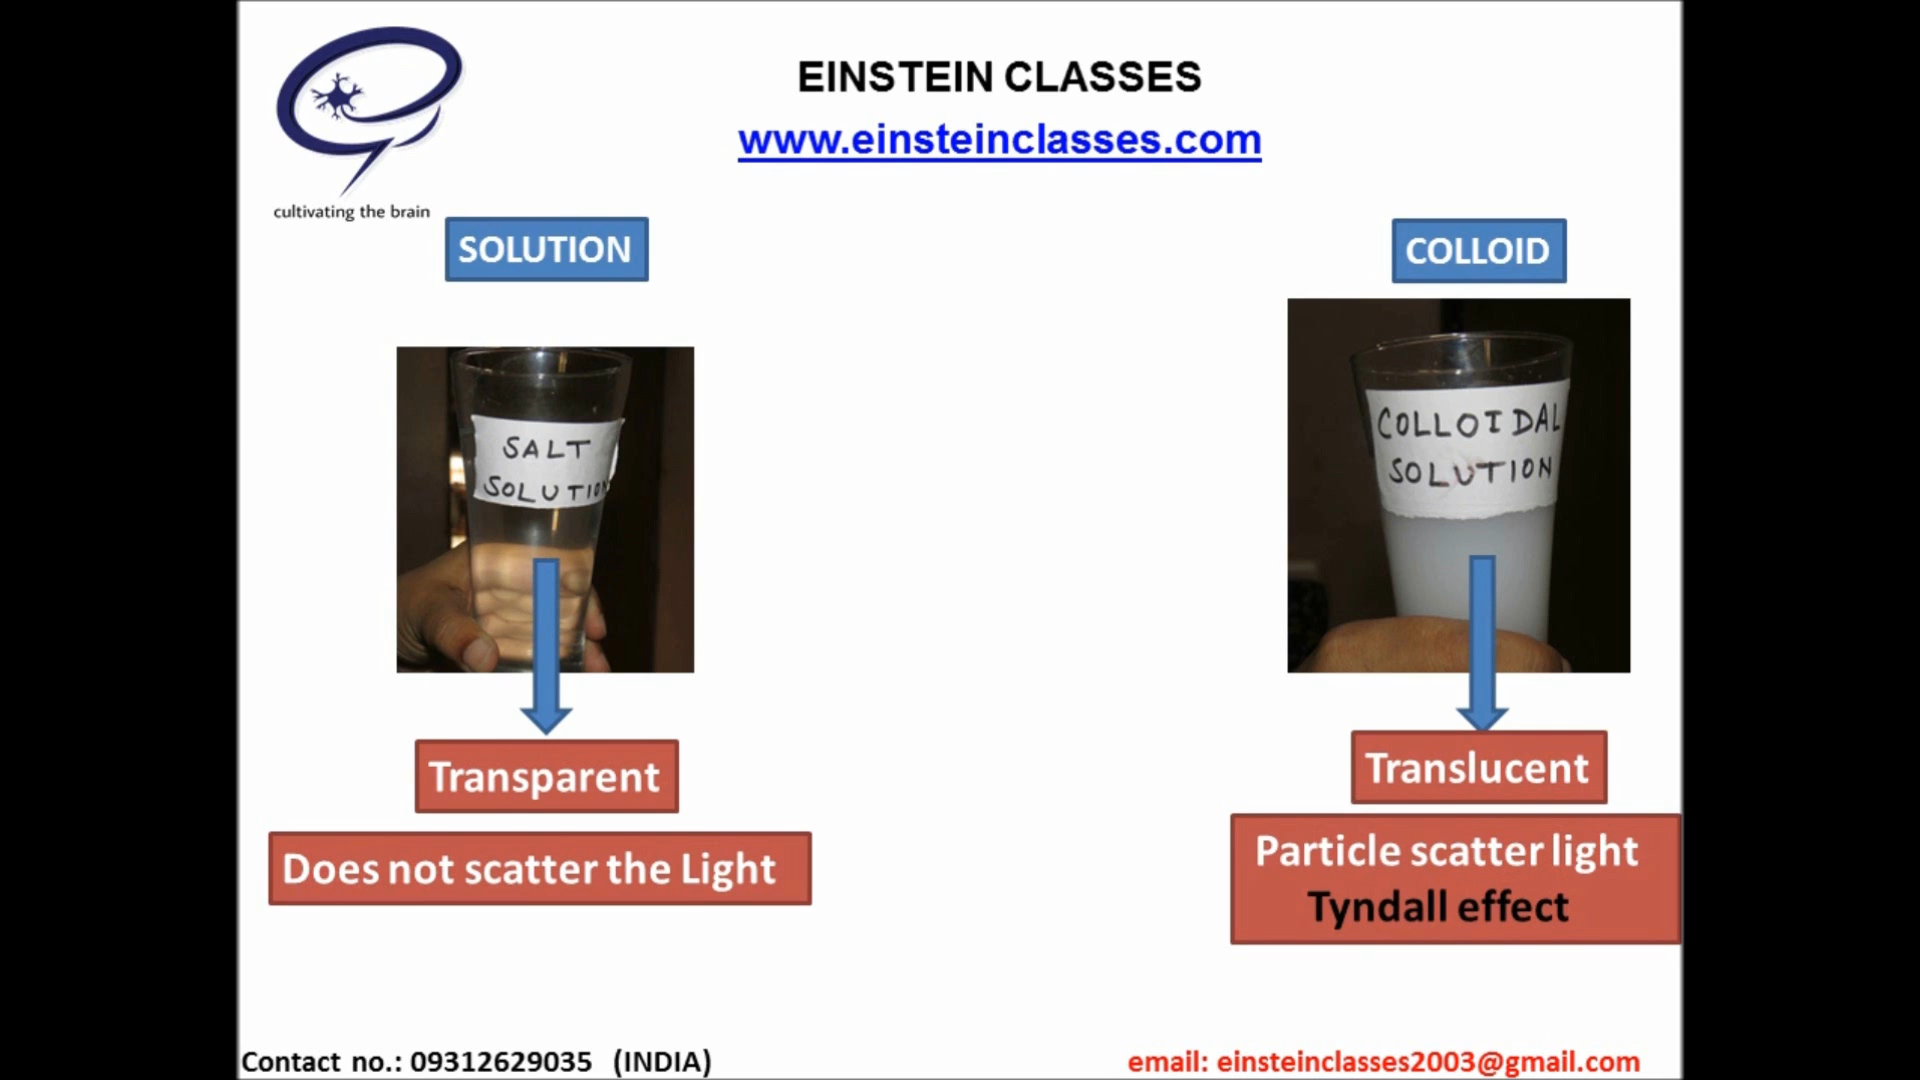 EINSTEIN CLASSES
www.einsteinclasses.com
cultivating the brain
SOLUTION
COLLOID
SALT
SOLUTION
COLLOIDAL
SOLUTION
Transparent
Translucent
Does not scatter the Light
Particle scatter light
Tyndall effect
Contact no.: 09312629035 (INDIA)
email: einsteinclasses2003@gmail.com